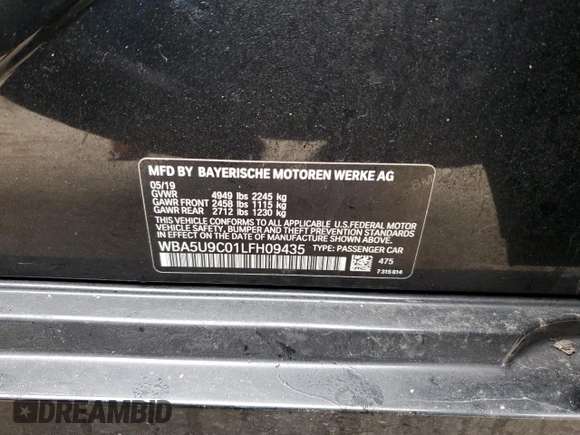 MFD BY BAYERISCHE MOTOREN WERKE AG
05/19
GVWR 4949 lbs 2245 kg
GAWR FRONT 2458 lbs 1115 kg
GAWR REAR 2712 lbs 1230 kg
THIS VEHICLE CONFORMS TO ALL APPLICABLE U.S.FEDERAL MOTOR
VEHICLE SAFETY, BUMPER, AND THEFT PREVENTION STANDARDS
IN EFFECT ON THE DATE OF MANUFACTURE SHOWN ABOVE.
WBA5U9C01LFH09435 TYPE: PASSENGER CAR
475
7 315 814
DREAMBID